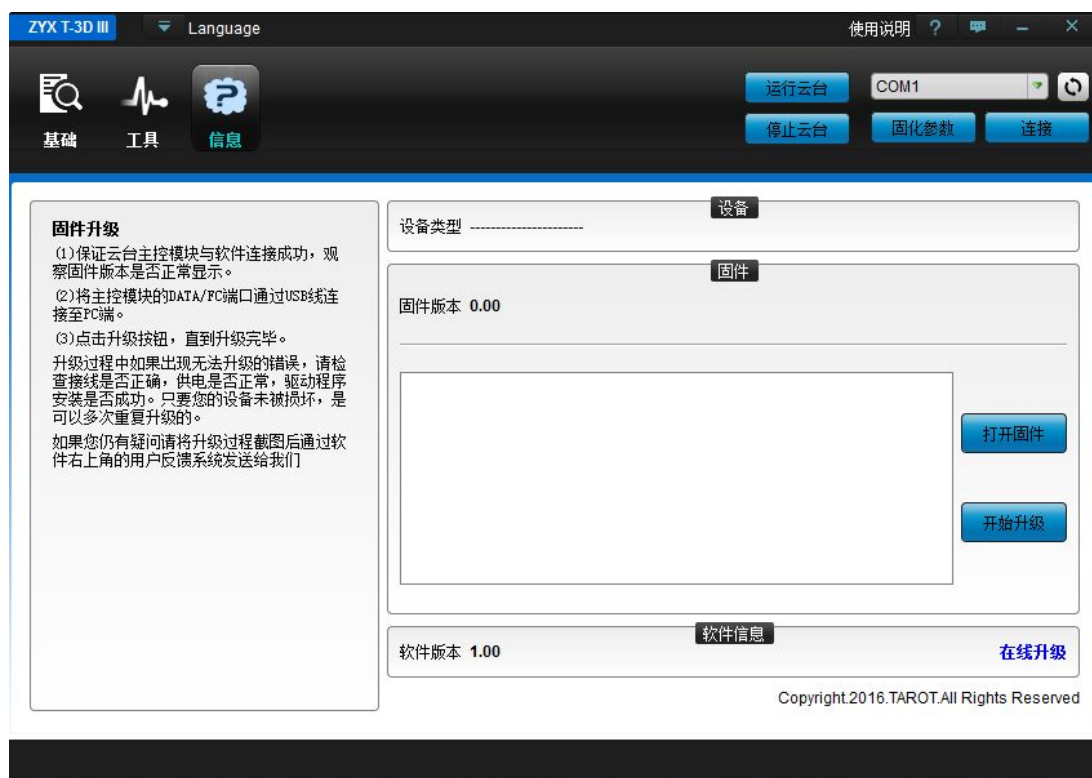 ZYX T-3D III
Language
使用说明 ?
基础
工具
信息
运行云台
COM1
停止云台
固化参数
连接
固件升级
(1)保证云台主控模块与软件连接成功，观
察固件版本是否正常显示。
(2)将主控模块的DATA/FC端口通过USB线连
接至PC端。
(3)点击升级按钮，直到升级完毕。
升级过程中如果出现无法升级的错误，请检
查接线是否正确，供电是否正常，驱动程序
安装是否成功。只要您的设备未被损坏，是
可以多次重复升级的。
如果您仍有疑问请将升级过程截图后通过软
件右上角的用户反馈系统发送给我们
设备
设备类型 ----------------------
固件
固件版本 0.00
打开固件
开始升级
软件信息
软件版本 1.00
在线升级
Copyright.2016.TAROT.All Rights Reserved